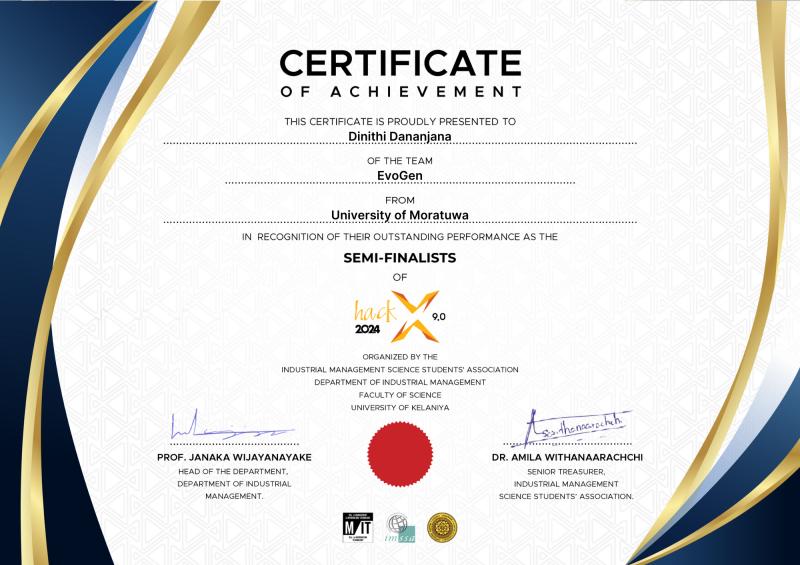 CERTIFICATE
OF ACHIEVEMENT
THIS CERTIFICATE IS PROUDLY PRESENTED TO
Dinithi Dananjana
OF THE TEAM
EvoGen
FROM
University of Moratuwa
IN RECOGNITION OF THEIR OUTSTANDING PERFORMANCE AS THE
SEMI-FINALISTS
OF
hack X 9.0
2024
ORGANIZED BY THE
INDUSTRIAL MANAGEMENT SCIENCE STUDENTS' ASSOCIATION
DEPARTMENT OF INDUSTRIAL MANAGEMENT
FACULTY OF SCIENCE
UNIVERSITY OF KELANIYA
PROF. JANAKA WIJAYANAYAKE
HEAD OF THE DEPARTMENT,
DEPARTMENT OF INDUSTRIAL
MANAGEMENT.
DR. AMILA WITHANAARACHCHI
SENIOR TREASURER,
INDUSTRIAL MANAGEMENT
SCIENCE STUDENTS' ASSOCIATION.
M/IT
imssa